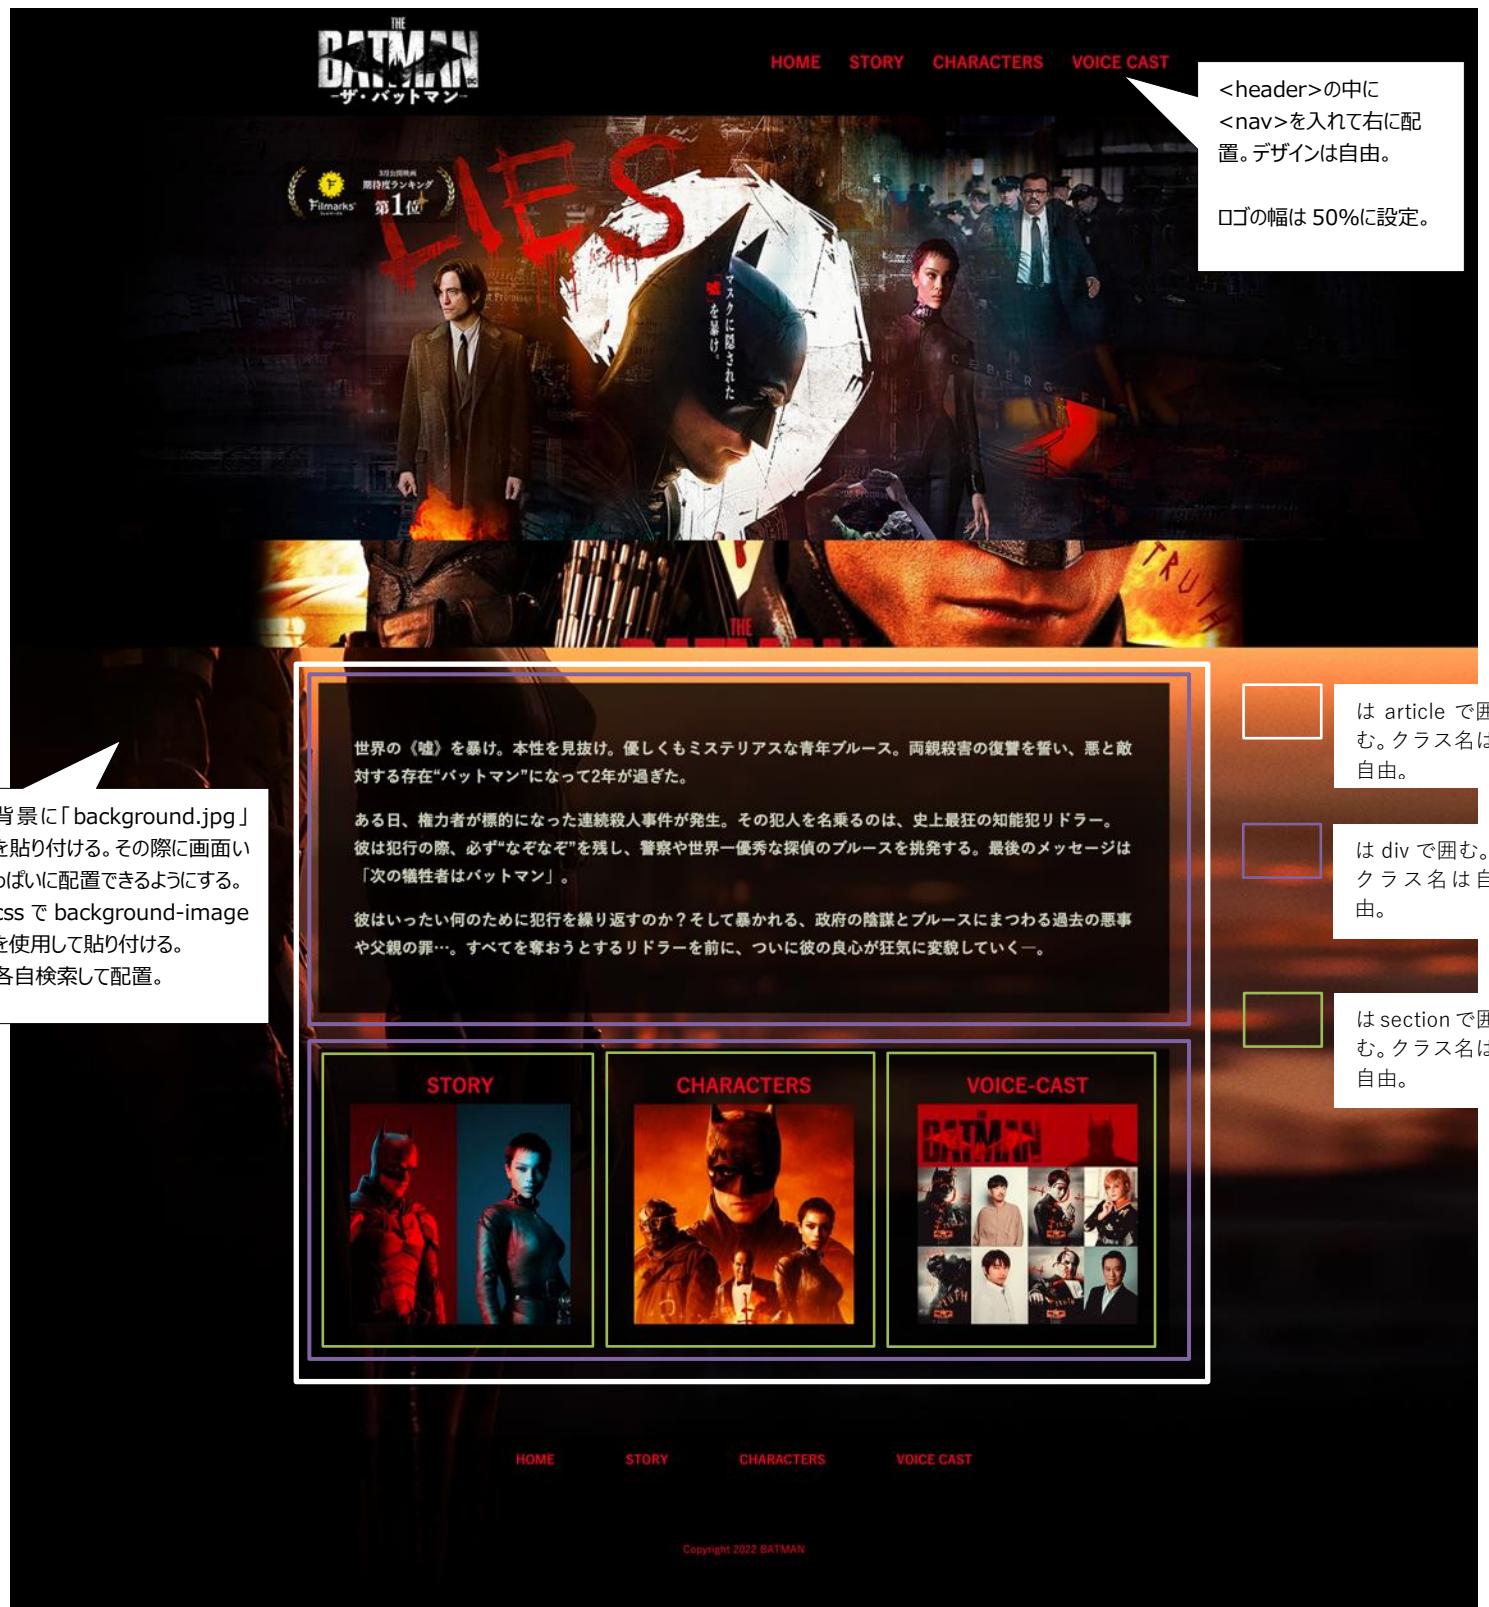 THE
BATMAN
DC
-ザ・バットマン-
HOME STORY CHARACTERS VOICE CAST
<header>の中に
<nav>を入れて右に配
置。デザインは自由。
ロゴの幅は 50%に設定。
LIES
3月公開映画
期待度ランキング
第1位
Filmarks
マスクに隠された
「嘘」を暴け。
ICEBERG
TRUTH
THE
BATMAN
世界の《嘘》を暴け。本性を見抜け。優しくもミステリアスな青年ブルース。両親殺害の復讐を誓い、悪と敵
対する存在“バットマン”になって2年が過ぎた。
ある日、権力者が標的になった連続殺人事件が発生。その犯人を名乗るのは、史上最狂の知能犯リドラー。
彼は犯行の際、必ず“なぞなぞ”を残し、警察や世界一優秀な探偵のブルースを挑発する。最後のメッセージは
「次の犠牲者はバットマン」。
彼はいったい何のために犯行を繰り返すのか？そして暴かれる、政府の陰謀とブルースにまつわる過去の悪事
や父親の罪…。すべてを奪おうとするリドラーを前に、ついに彼の良心が狂気に変貌していく―。
は article で囲
む。クラス名は
自由。
は div で囲む。
クラス名は自
由。
は section で囲
む。クラス名は
自由。
背景に「background.jpg」
を貼り付ける。その際に画面い
っぱいに配置できるようにする。
css で background-image
を使用して貼り付ける。
各自検索して配置。
STORY
CHARACTERS
VOICE-CAST
THE
BATMAN
HOME STORY CHARACTERS VOICE CAST
Copyright 2022 BATMAN